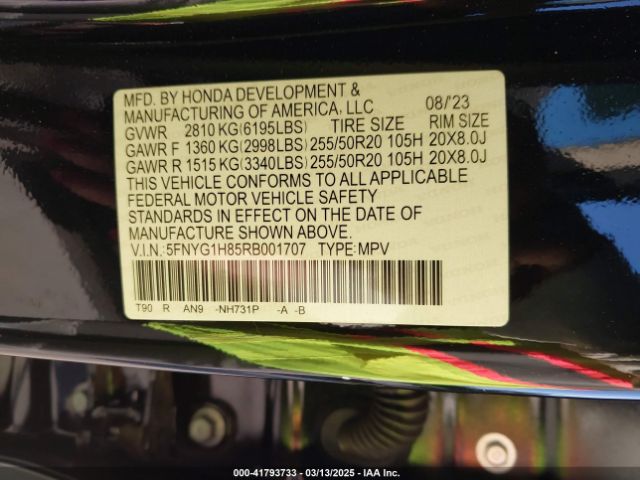 MFD. BY HONDA DEVELOPMENT &
MANUFACTURING OF AMERICA, LLC 08/'23
GVWR 2810 KG(6195LBS) TIRE SIZE RIM SIZE
GAWR F 1360 KG(2998LBS) 255/50R20 105H 20X8.0J
GAWR R 1515 KG(3340LBS) 255/50R20 105H 20X8.0J
THIS VEHICLE CONFORMS TO ALL APPLICABLE
FEDERAL MOTOR VEHICLE SAFETY
STANDARDS IN EFFECT ON THE DATE OF
MANUFACTURE SHOWN ABOVE.
V.I.N.: 5FNYG1H85RB001707 TYPE: MPV
T90 R AN9 -NH731P -A -B
000-41793733 — 03/13/2025 — IAA Inc.